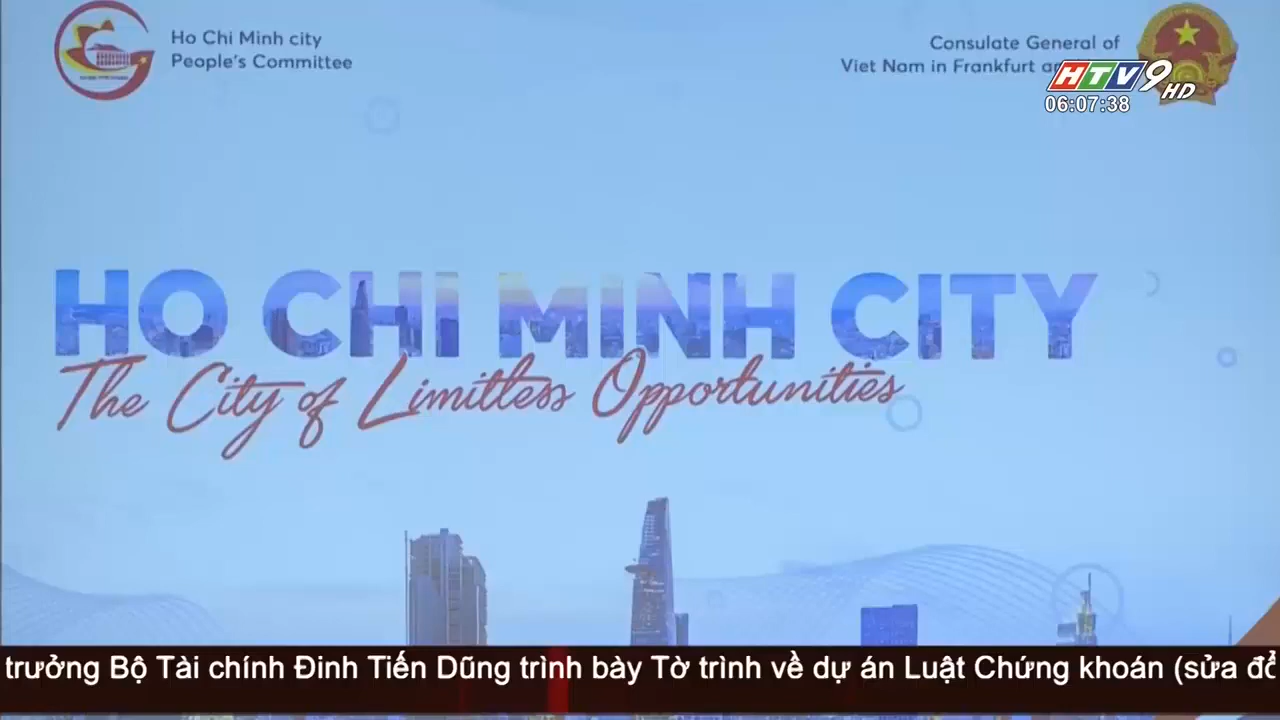 Ho Chi Minh city
People's Committee
Consulate General of
Viet Nam in Frankfurt
HTV9 HD
06:07:38
HO CHI MINH CITY
The City of Limitless Opportunities
trưởng Bộ Tài chính Đinh Tiến Dũng trình bày Tờ trình về dự án Luật Chứng khoán (sửa đổ